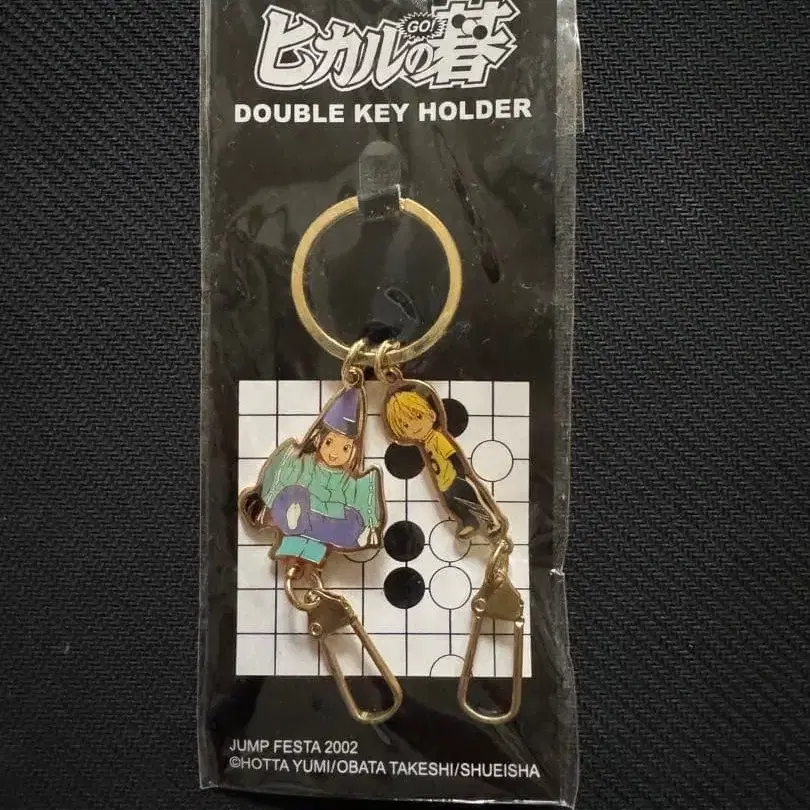 ヒカルの碁
GO!
DOUBLE KEY HOLDER
JUMP FESTA 2002
©HOTTA YUMI/OBATA TAKESHI/SHUEISHA